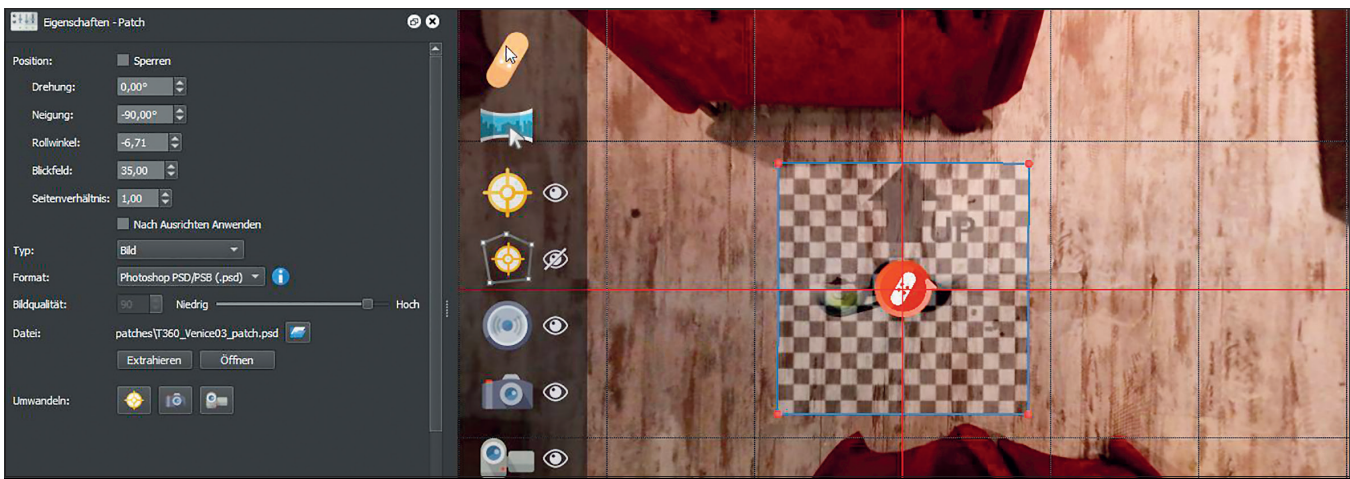 Eigenschaften - Patch
Position: Sperren
Drehung: 0,00°
Neigung: -90,00°
Rollwinkel: -6,71
Blickfeld: 35,00
Seitenverhältnis: 1,00
Nach Ausrichten Anwenden
Typ: Bild
Format: Photoshop PSD/PSB (.psd)
Bildqualität: 90 Niedrig Hoch
Datei: patches\T360_Venice03_patch.psd
Extrahieren Öffnen
Umwandeln:
UP